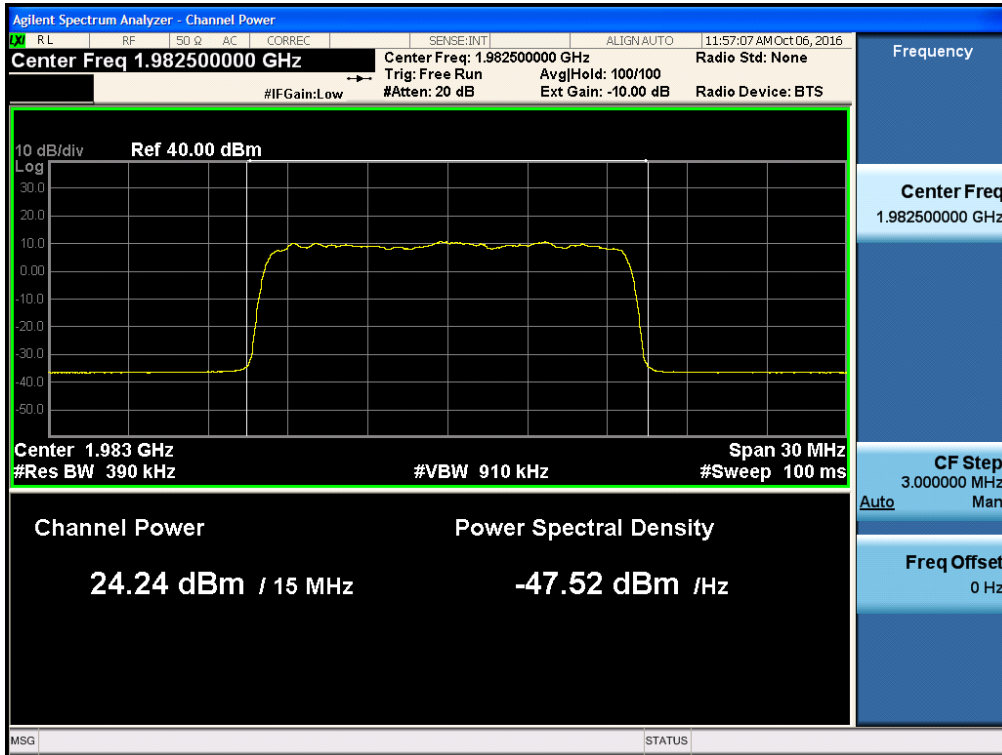 Agilent Spectrum Analyzer - Channel Power
LXI RL RF 50 Ω AC CORREC SENSE:INT ALIGN AUTO 11:57:07 AM Oct 06, 2016
Center Freq 1.982500000 GHz
Center Freq: 1.982500000 GHz Radio Std: None
Trig: Free Run Avg|Hold: 100/100
#IFGain:Low #Atten: 20 dB Ext Gain: -10.00 dB Radio Device: BTS
Frequency
10 dB/div Ref 40.00 dBm
Log
30.0
20.0
10.0
0.00
-10.0
-20.0
-30.0
-40.0
-50.0
Center 1.983 GHz Span 30 MHz
#Res BW 390 kHz #VBW 910 kHz #Sweep 100 ms
Channel Power Power Spectral Density
24.24 dBm / 15 MHz -47.52 dBm /Hz
Center Freq
1.982500000 GHz
CF Step
3.000000 MHz
Auto Man
Freq Offset
0 Hz
MSG STATUS